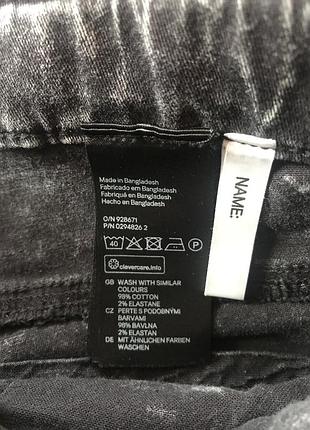 Made in Bangladesh
Fabricado em Bangladesh
Fabriqué en Bangladesh
Hecho en Bangladesh
O/N 928671
P/N 0294826 2
40
P
clevercare.info
GB WASH WITH SIMILAR
COLOURS
98% COTTON
2% ELASTANE
CZ PERTE S PODOBNÝMI
BARVAMI
98% BAVLNA
2% ELASTAN
DE MIT ÄHNLICHEN FARBEN
WASCHEN
NAME: